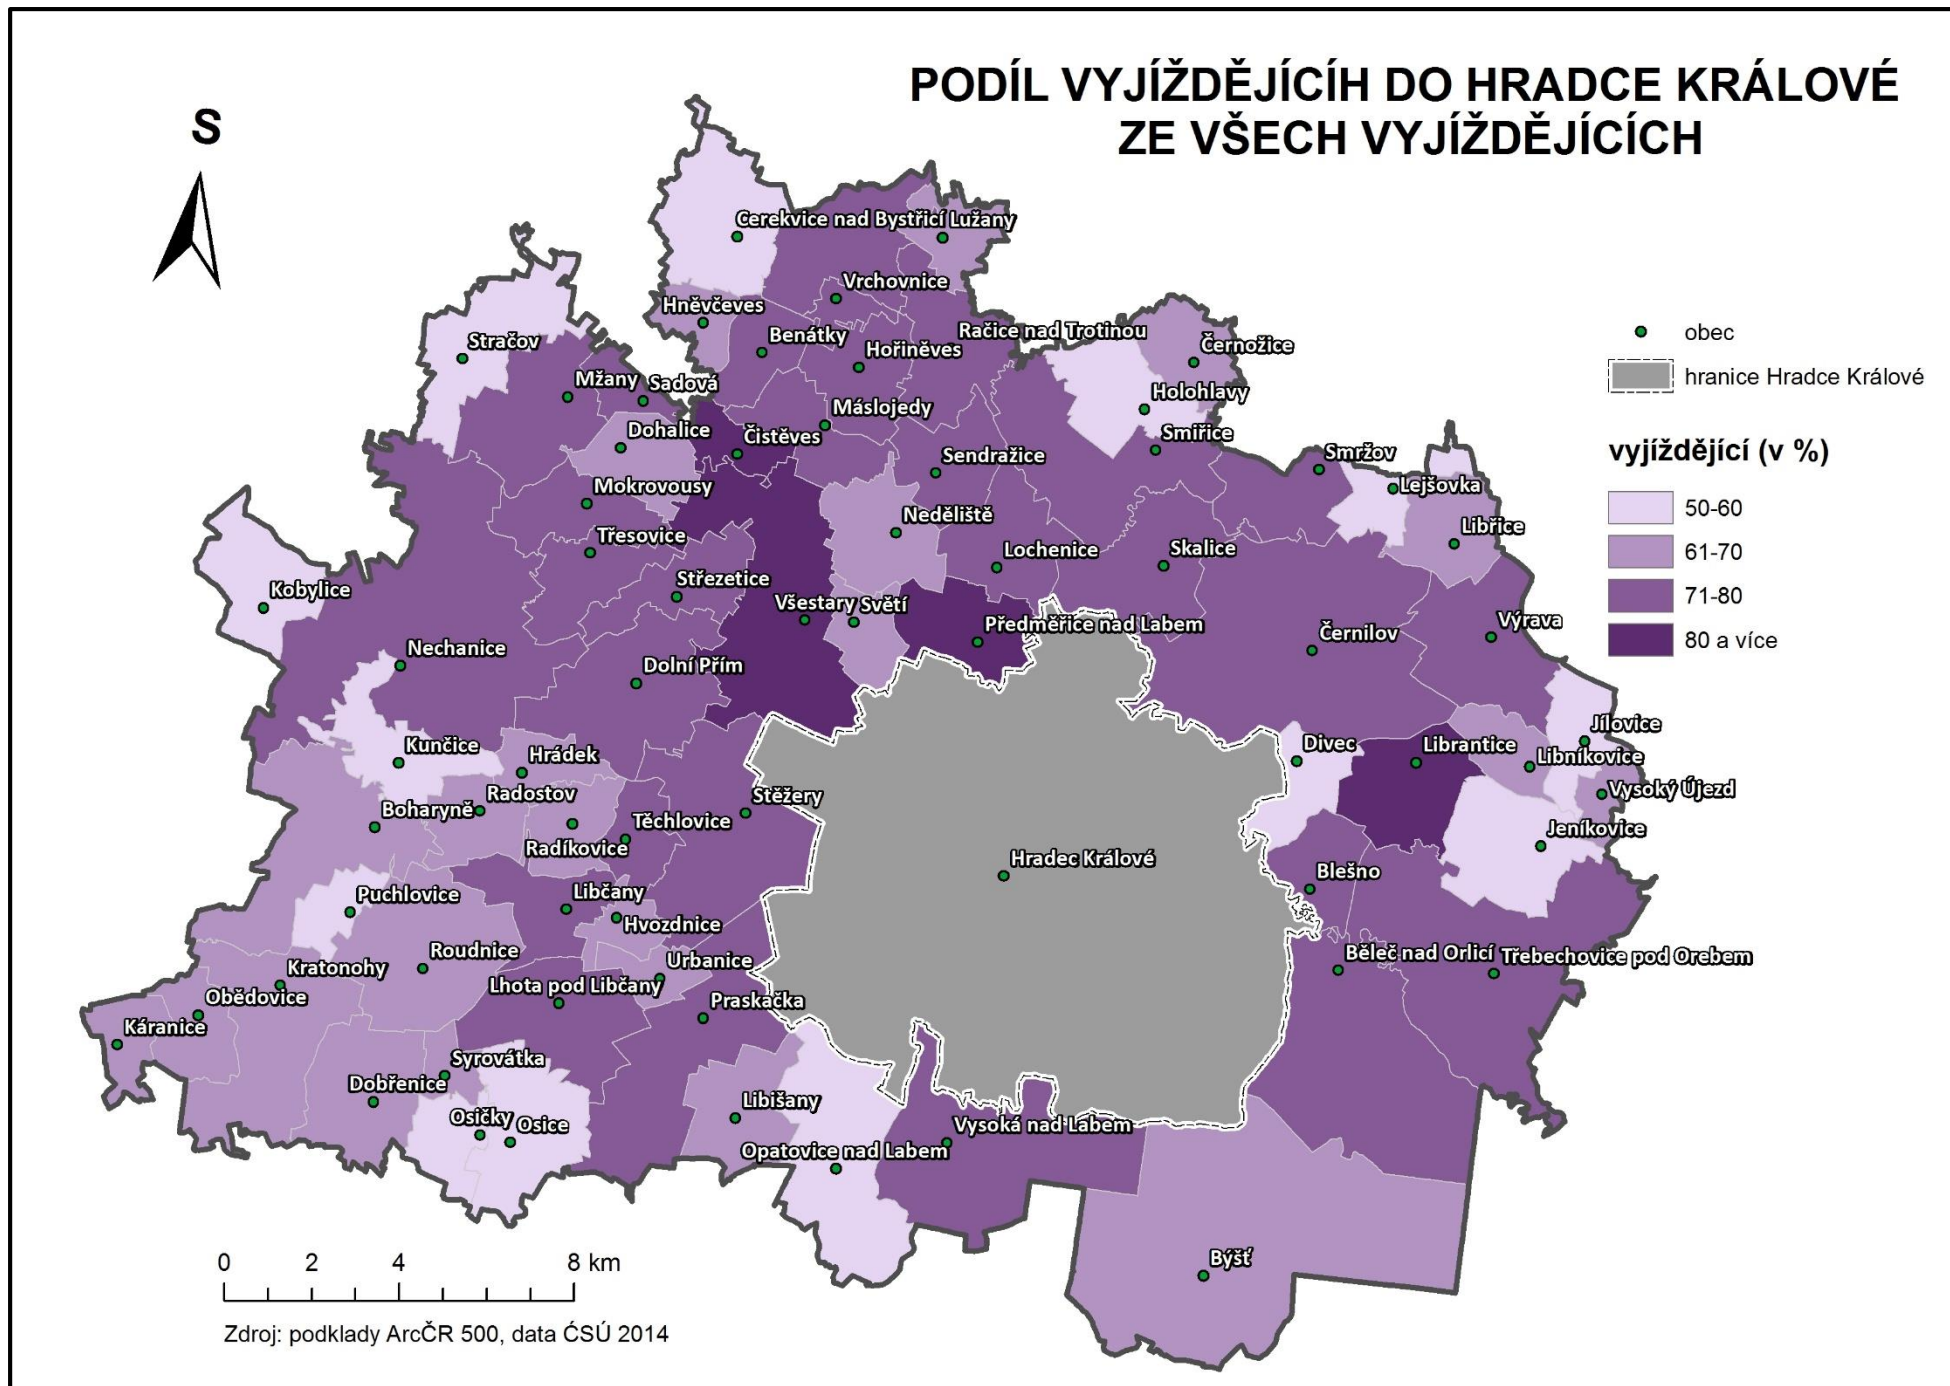 PODÍL VYJÍŽDĚJÍCÍH DO HRADCE KRÁLOVÉ
ZE VŠECH VYJÍŽDĚJÍCÍCH
S
Cerekvice nad Bystřicí
Lužany
Vrchovnice
Hněvčeves
Benátky
Račice nad Trotinou
Hořiněves
Černožice
Stračov
Mžany
Sadová
Holohlavy
Máslojedy
Dohalice
Čistěves
Smiřice
Sendražice
Smržov
Mokrovousy
Lejšovka
Neděliště
Libřice
Třesovice
Lochenice
Skalice
Střezetice
Kobylice
Všestary
Světí
Předměřice nad Labem
Výrava
Černilov
Nechanice
Dolní Přím
Jílovice
Kunčice
Hrádek
Divec
Librantice
Libníkovice
Radostov
Stěžery
Vysoký Újezd
Boharyně
Těchlovice
Jeníkovice
Radíkovice
Hradec Králové
Blešno
Puchlovice
Libčany
Hvozdnice
Roudnice
Běleč nad Orlicí
Třebechovice pod Orebem
Urbanice
Kratonohy
Lhota pod Libčany
Obědovice
Praskačka
Káranice
Syrovátka
Dobřenice
Libišany
Osičky
Osice
Vysoká nad Labem
Opatovice nad Labem
Býšť
obec
hranice Hradce Králové
vyjíždějící (v %)
50-60
61-70
71-80
80 a více
0 2 4 8 km
Zdroj: podklady ArcČR 500, data ĆSÚ 2014